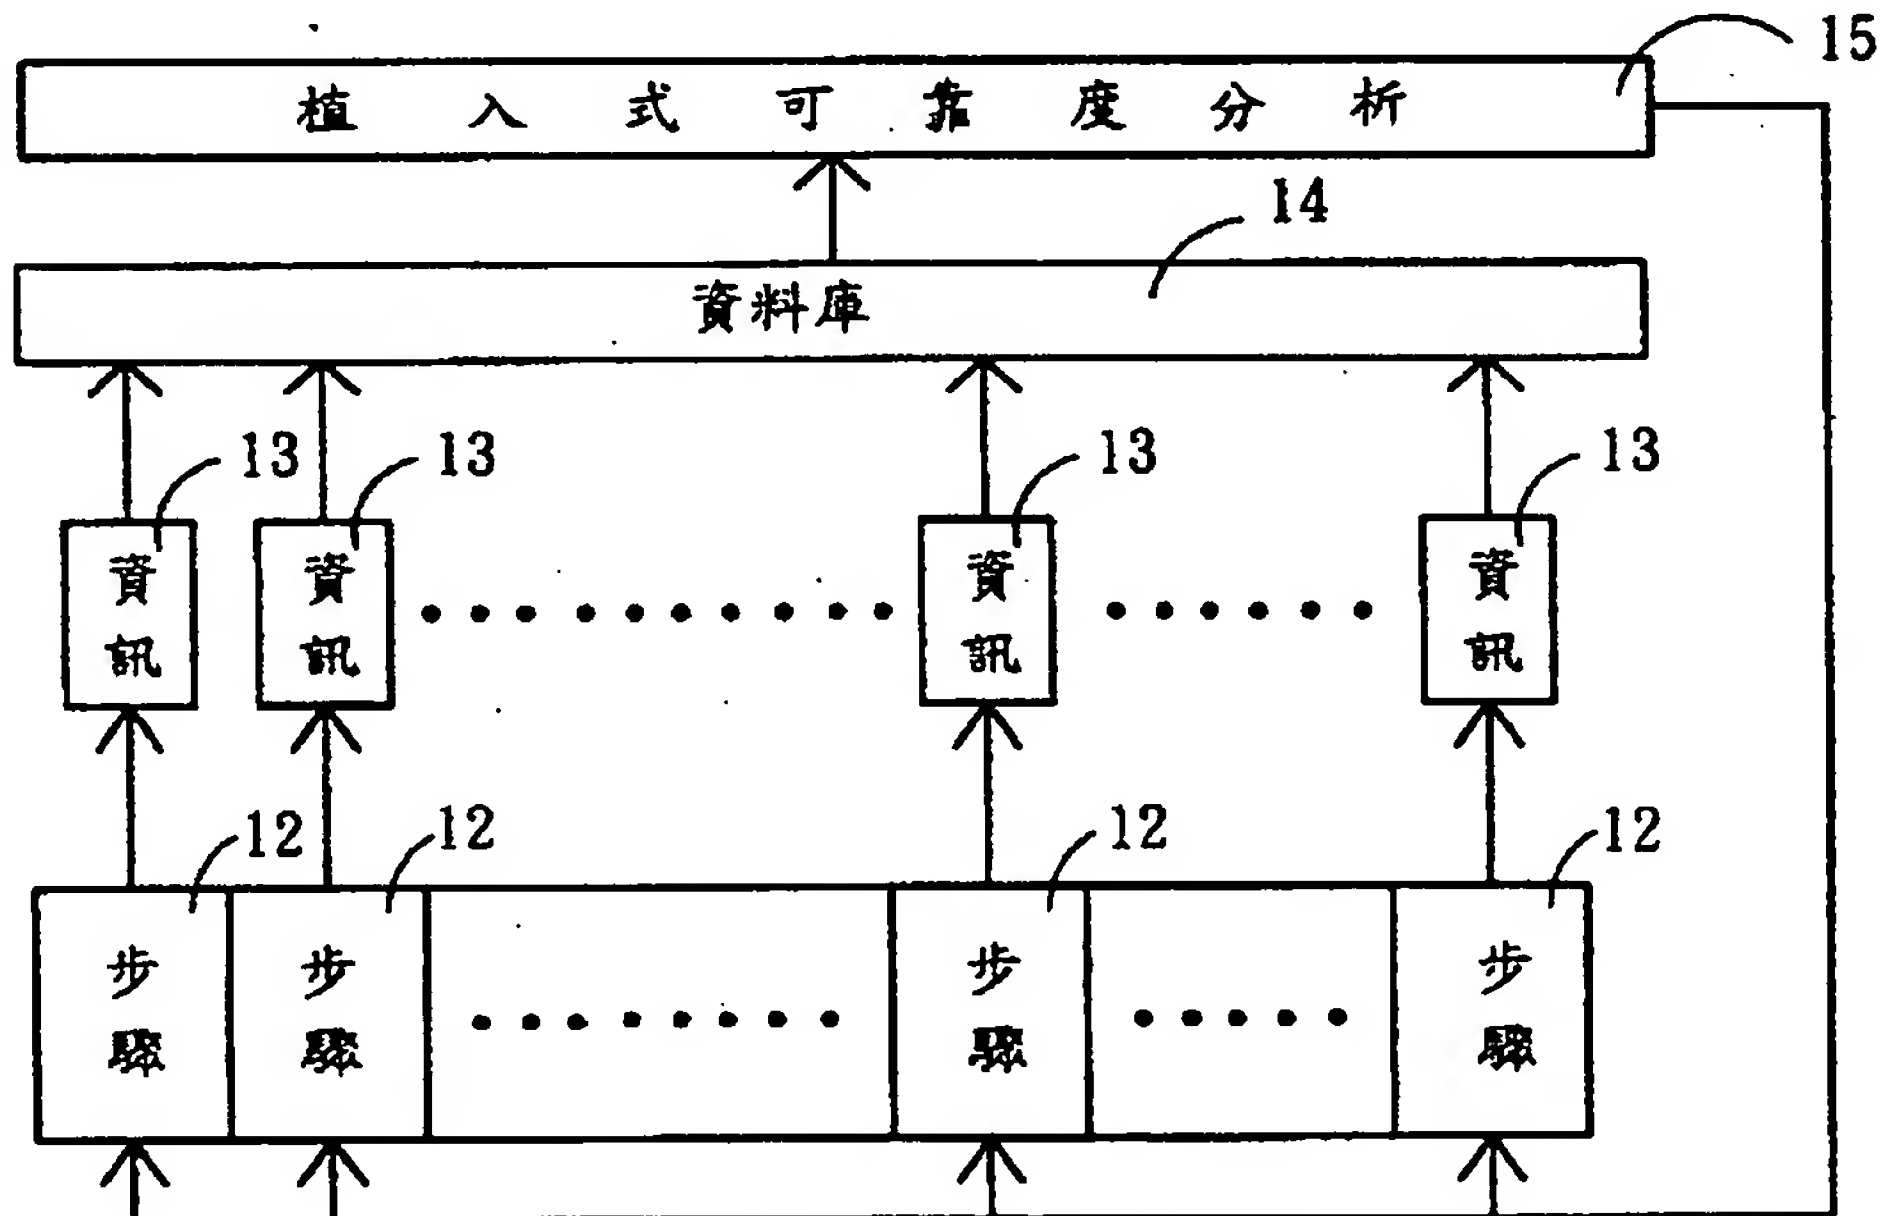 15
植入式可靠度分析
14
資料庫
13 13 13 13
資訊 資訊 資訊 資訊
12 12 12 12
步驟 步驟 步驟 步驟